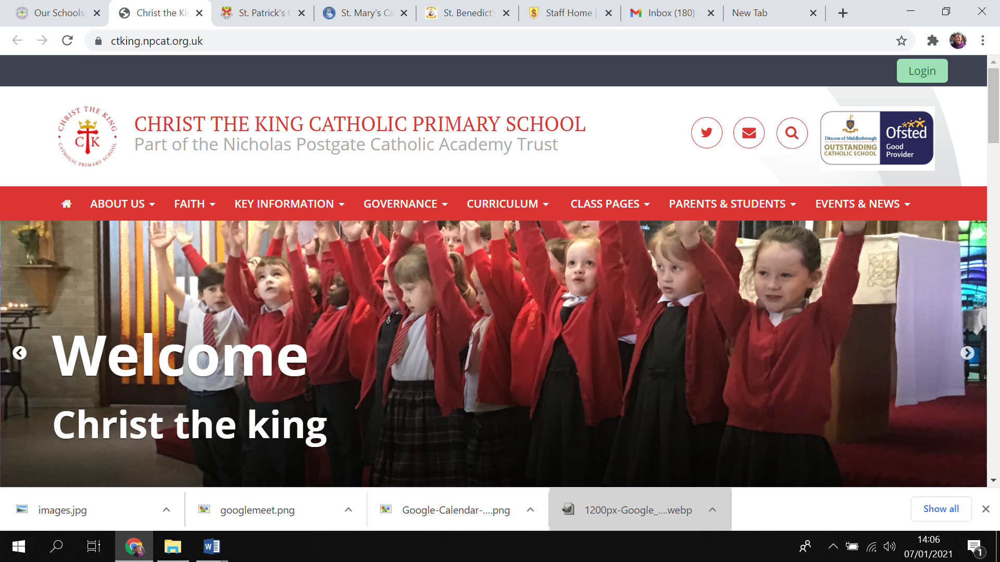 Our Schools
Christ the Ki
St. Patrick's C
St. Mary's Ca
St. Benedict's
Staff Home |
Inbox (180) -
New Tab
ctking.npcat.org.uk
Login
CHRIST THE KING
C K
CATHOLIC PRIMARY SCHOOL
CHRIST THE KING CATHOLIC PRIMARY SCHOOL
Part of the Nicholas Postgate Catholic Academy Trust
Diocese of Middlesbrough
OUTSTANDING
CATHOLIC SCHOOL
Ofsted
Good
Provider
ABOUT US
FAITH
KEY INFORMATION
GOVERNANCE
CURRICULUM
CLASS PAGES
PARENTS & STUDENTS
EVENTS & NEWS
Welcome
Christ the king
images.jpg
googlemeet.png
Google-Calendar-....png
1200px-Google_....webp
Show all
14:06
07/01/2021
1